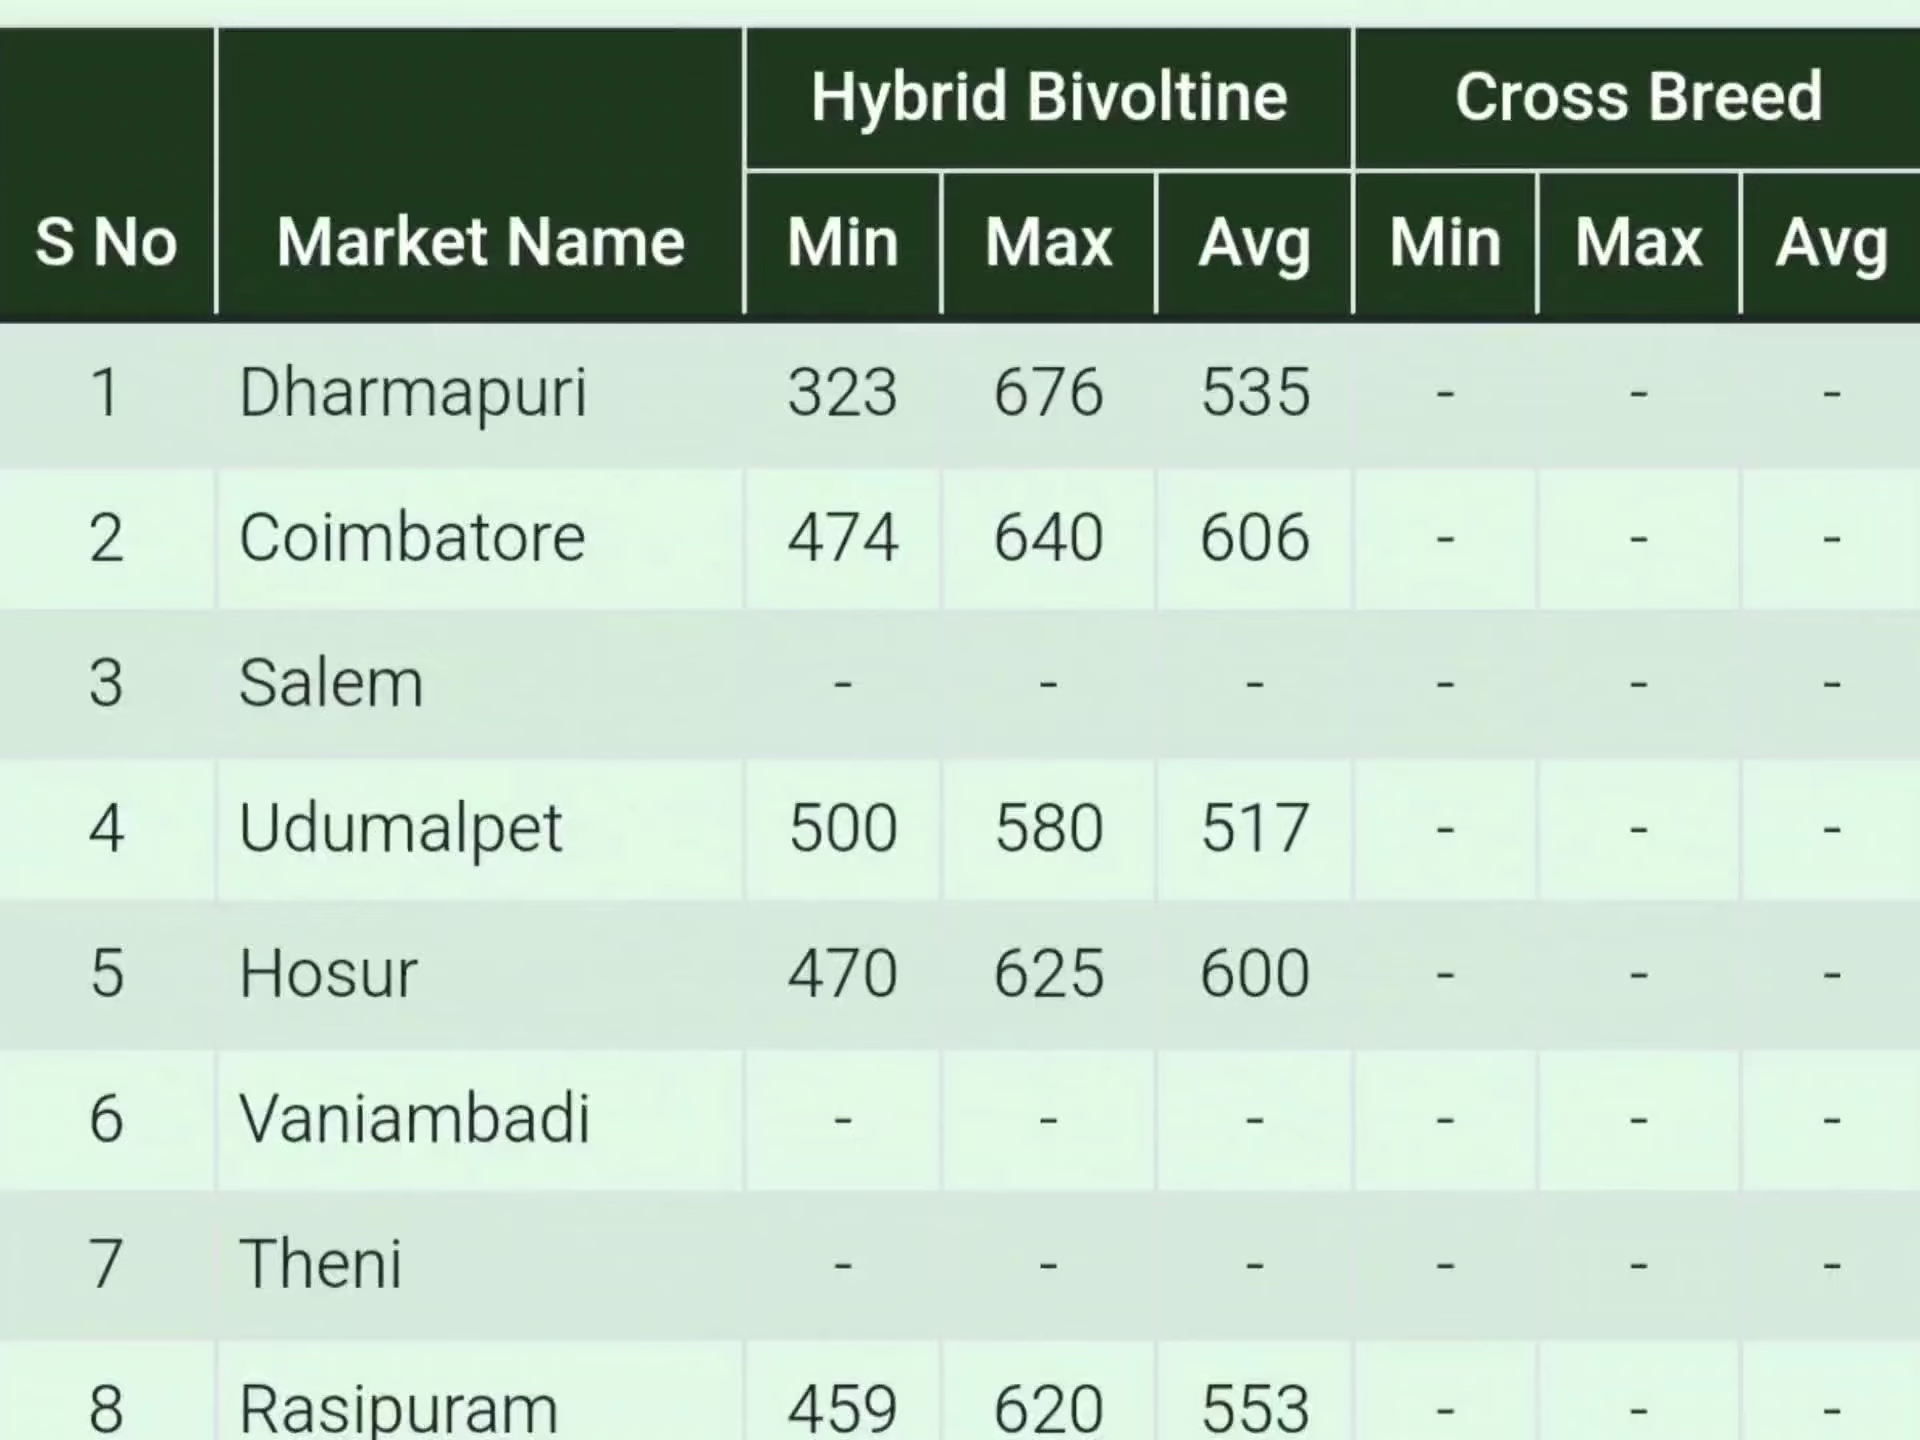 Hybrid Bivoltine Cross Breed
S No Market Name Min Max Avg Min Max Avg
1 Dharmapuri 323 676 535 - - -
2 Coimbatore 474 640 606 - - -
3 Salem - - - - - -
4 Udumalpet 500 580 517 - - -
5 Hosur 470 625 600 - - -
6 Vaniambadi - - - - - -
7 Theni - - - - - -
8 Rasipuram 459 620 553 - - -